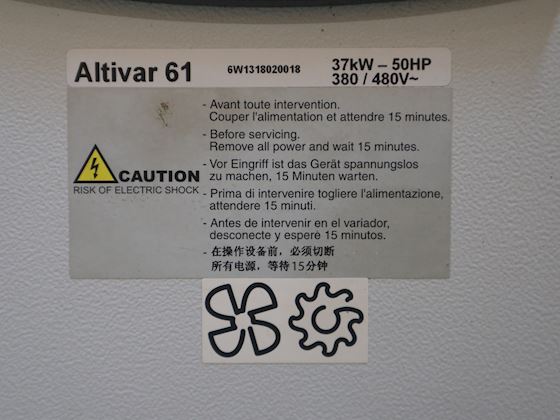 Altivar 61
6W1318020018
37kW – 50HP
380 / 480V~
- Avant toute intervention.
Couper l'alimentation et attendre 15 minutes.
- Before servicing.
Remove all power and wait 15 minutes.
CAUTION
RISK OF ELECTRIC SHOCK
- Vor Eingriff ist das Gerät spannungslos
zu machen, 15 Minuten warten.
- Prima di intervenire togliere l'alimentazione,
attendere 15 minuti.
- Antes de intervenir en el variador,
desconecte y espere 15 minutos.
- 在操作设备前，必须切断
所有电源，等待15分钟